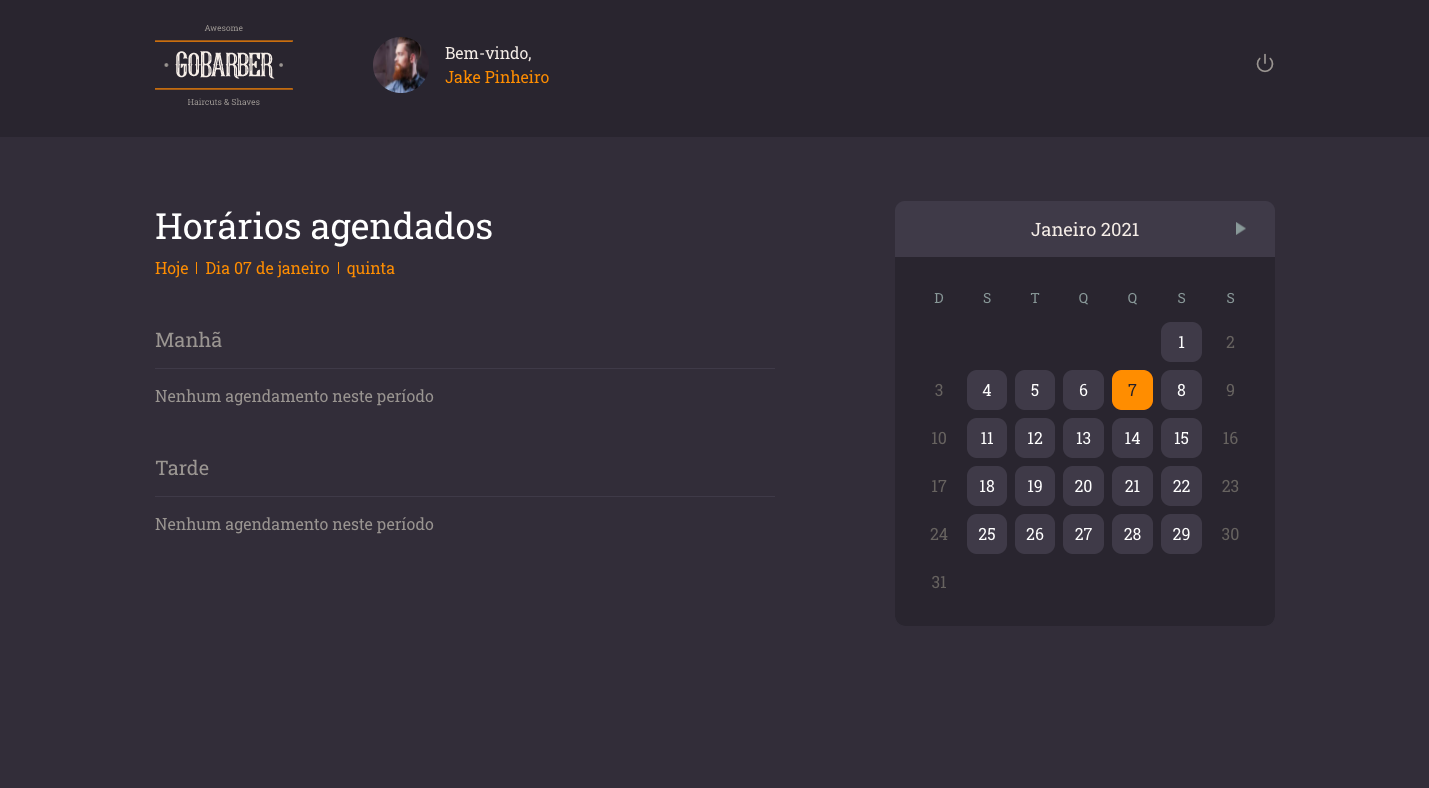 Awesome
GOBARBER
Haircuts & Shaves
Bem-vindo,
Jake Pinheiro
Horários agendados
Hoje | Dia 07 de janeiro | quinta
Manhã
Nenhum agendamento neste período
Tarde
Nenhum agendamento neste período
Janeiro 2021
D S T Q Q S S
1 2
3 4 5 6 7 8 9
10 11 12 13 14 15 16
17 18 19 20 21 22 23
24 25 26 27 28 29 30
31